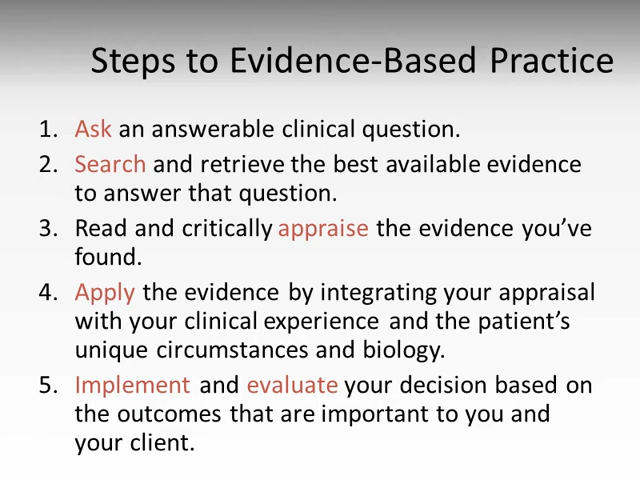 Steps to Evidence-Based Practice
1. Ask an answerable clinical question.
2. Search and retrieve the best available evidence
to answer that question.
3. Read and critically appraise the evidence you’ve
found.
4. Apply the evidence by integrating your appraisal
with your clinical experience and the patient’s
unique circumstances and biology.
5. Implement and evaluate your decision based on
the outcomes that are important to you and
your client.